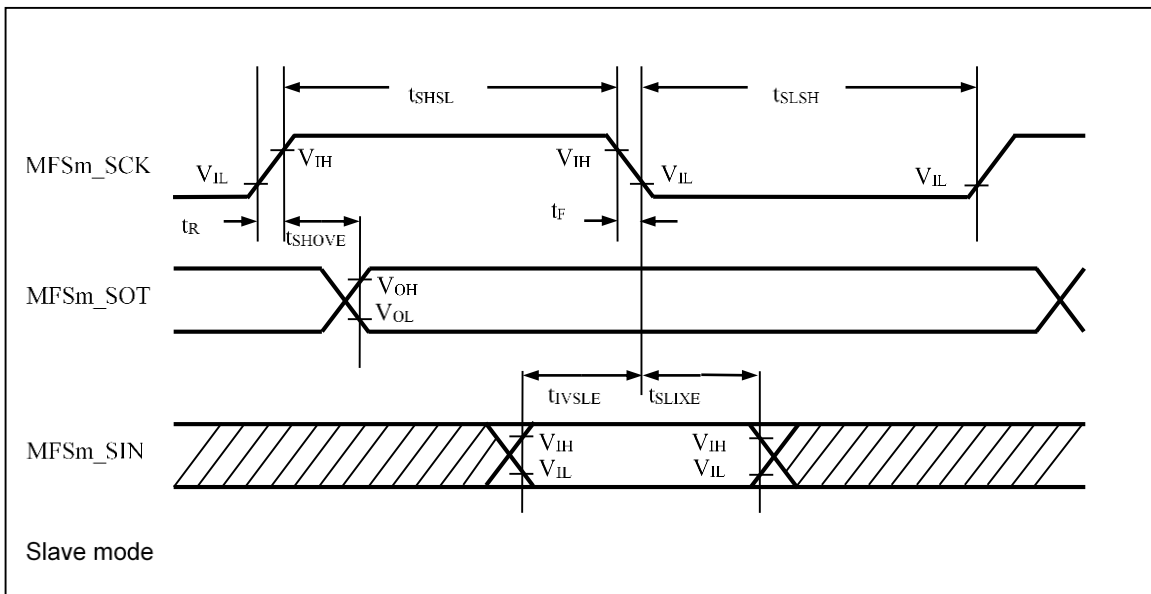 tSHSL tSLSH
MFSm_SCK VIL VIH VIH VIL VIL
tR tSHOVE tF
MFSm_SOT VOH
VOL
tIVSLE tSLIXE
MFSm_SIN VIH VIH
VIL VIL
Slave mode